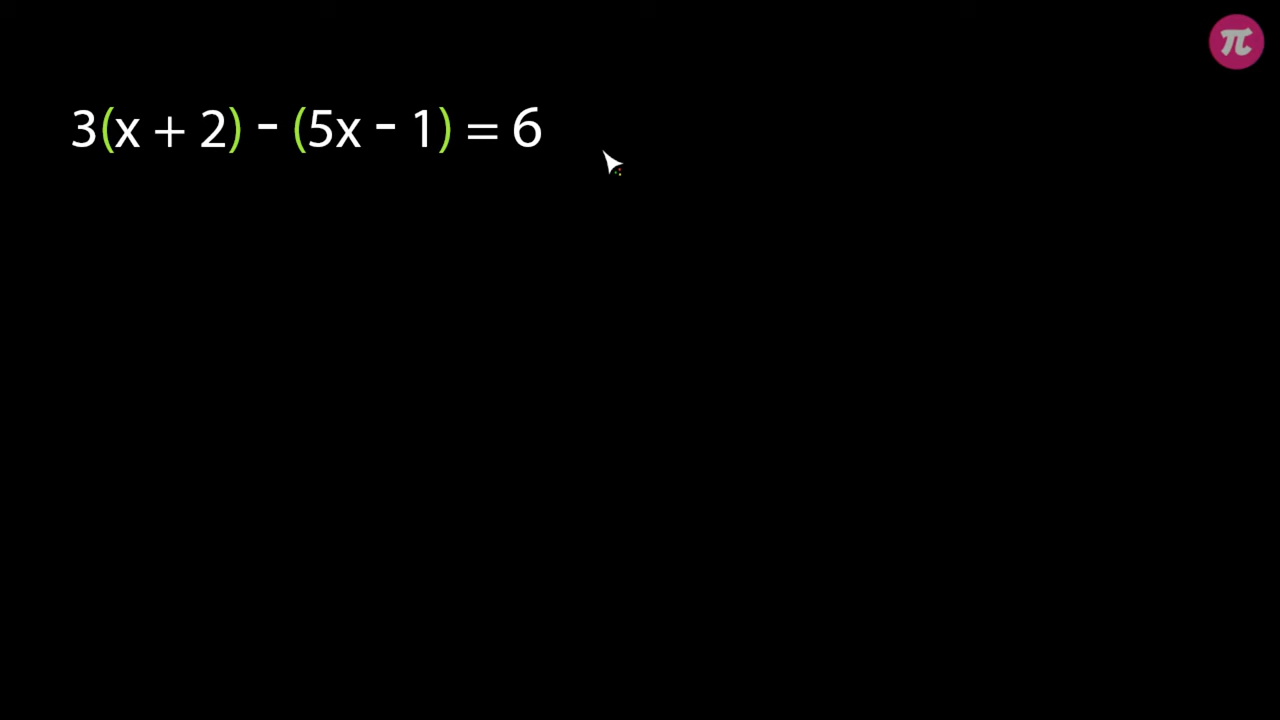 3(x + 2) - (5x - 1) = 6
π